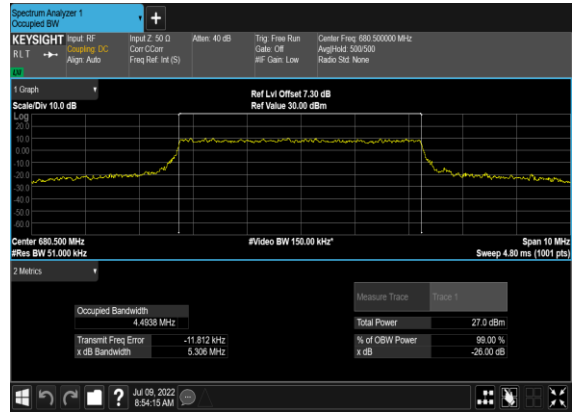 Spectrum Analyzer 1
Occupied BW
+
KEYSIGHT Input: RF Input Z: 50 Ω Atten: 40 dB Trig: Free Run Center Freq: 680.500000 MHz
RLT Coupling: DC Corr CCorr Gate: Off Avg|Hold: 500/500
Align: Auto Freq Ref: Int (S) #IF Gain: Low Radio Std: None
1 Graph
Ref Lvl Offset 7.30 dB
Scale/Div 10.0 dB Ref Value 30.00 dBm
Log
20.0
10.0
0.00
-10.0
-20.0
-30.0
-40.0
-50.0
-60.0
Center 680.500 MHz #Video BW 150.00 kHz* Span 10 MHz
#Res BW 51.000 kHz Sweep 4.80 ms (1001 pts)
2 Metrics
Measure Trace Trace 1
Occupied Bandwidth
4.4938 MHz Total Power 27.0 dBm
Transmit Freq Error -11.812 kHz % of OBW Power 99.00 %
x dB Bandwidth 5.306 MHz x dB -26.00 dB
? Jul 09, 2022
8:54:15 AM